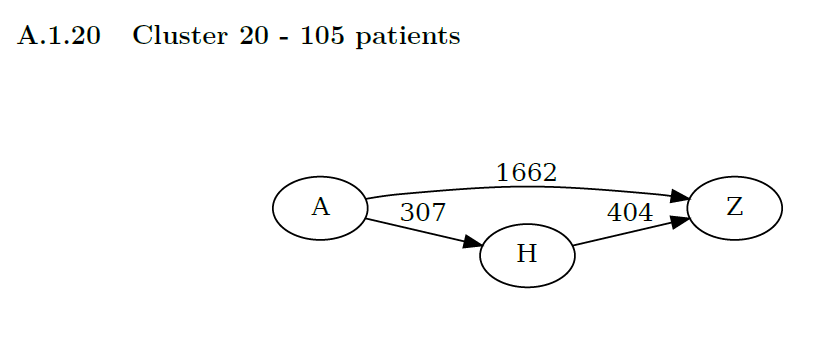 A.1.20 Cluster 20 - 105 patients
1662
A
307
404
Z
H